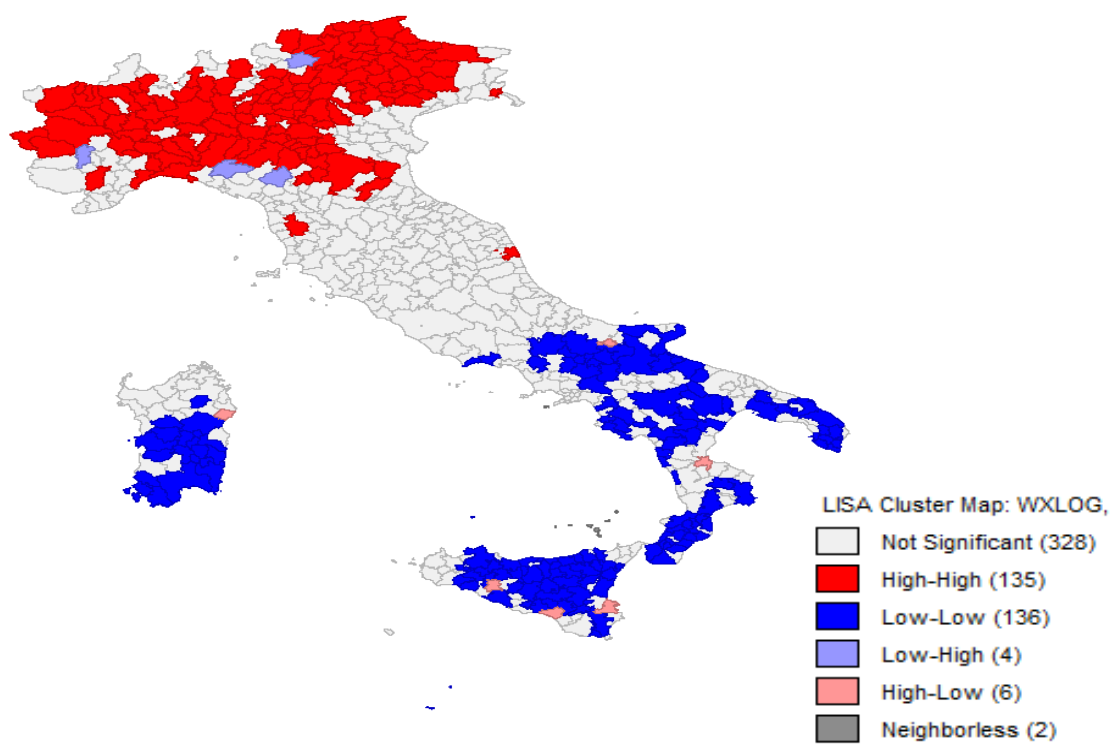 LISA Cluster Map: WXLOG,
Not Significant (328)
High-High (135)
Low-Low (136)
Low-High (4)
High-Low (6)
Neighborless (2)